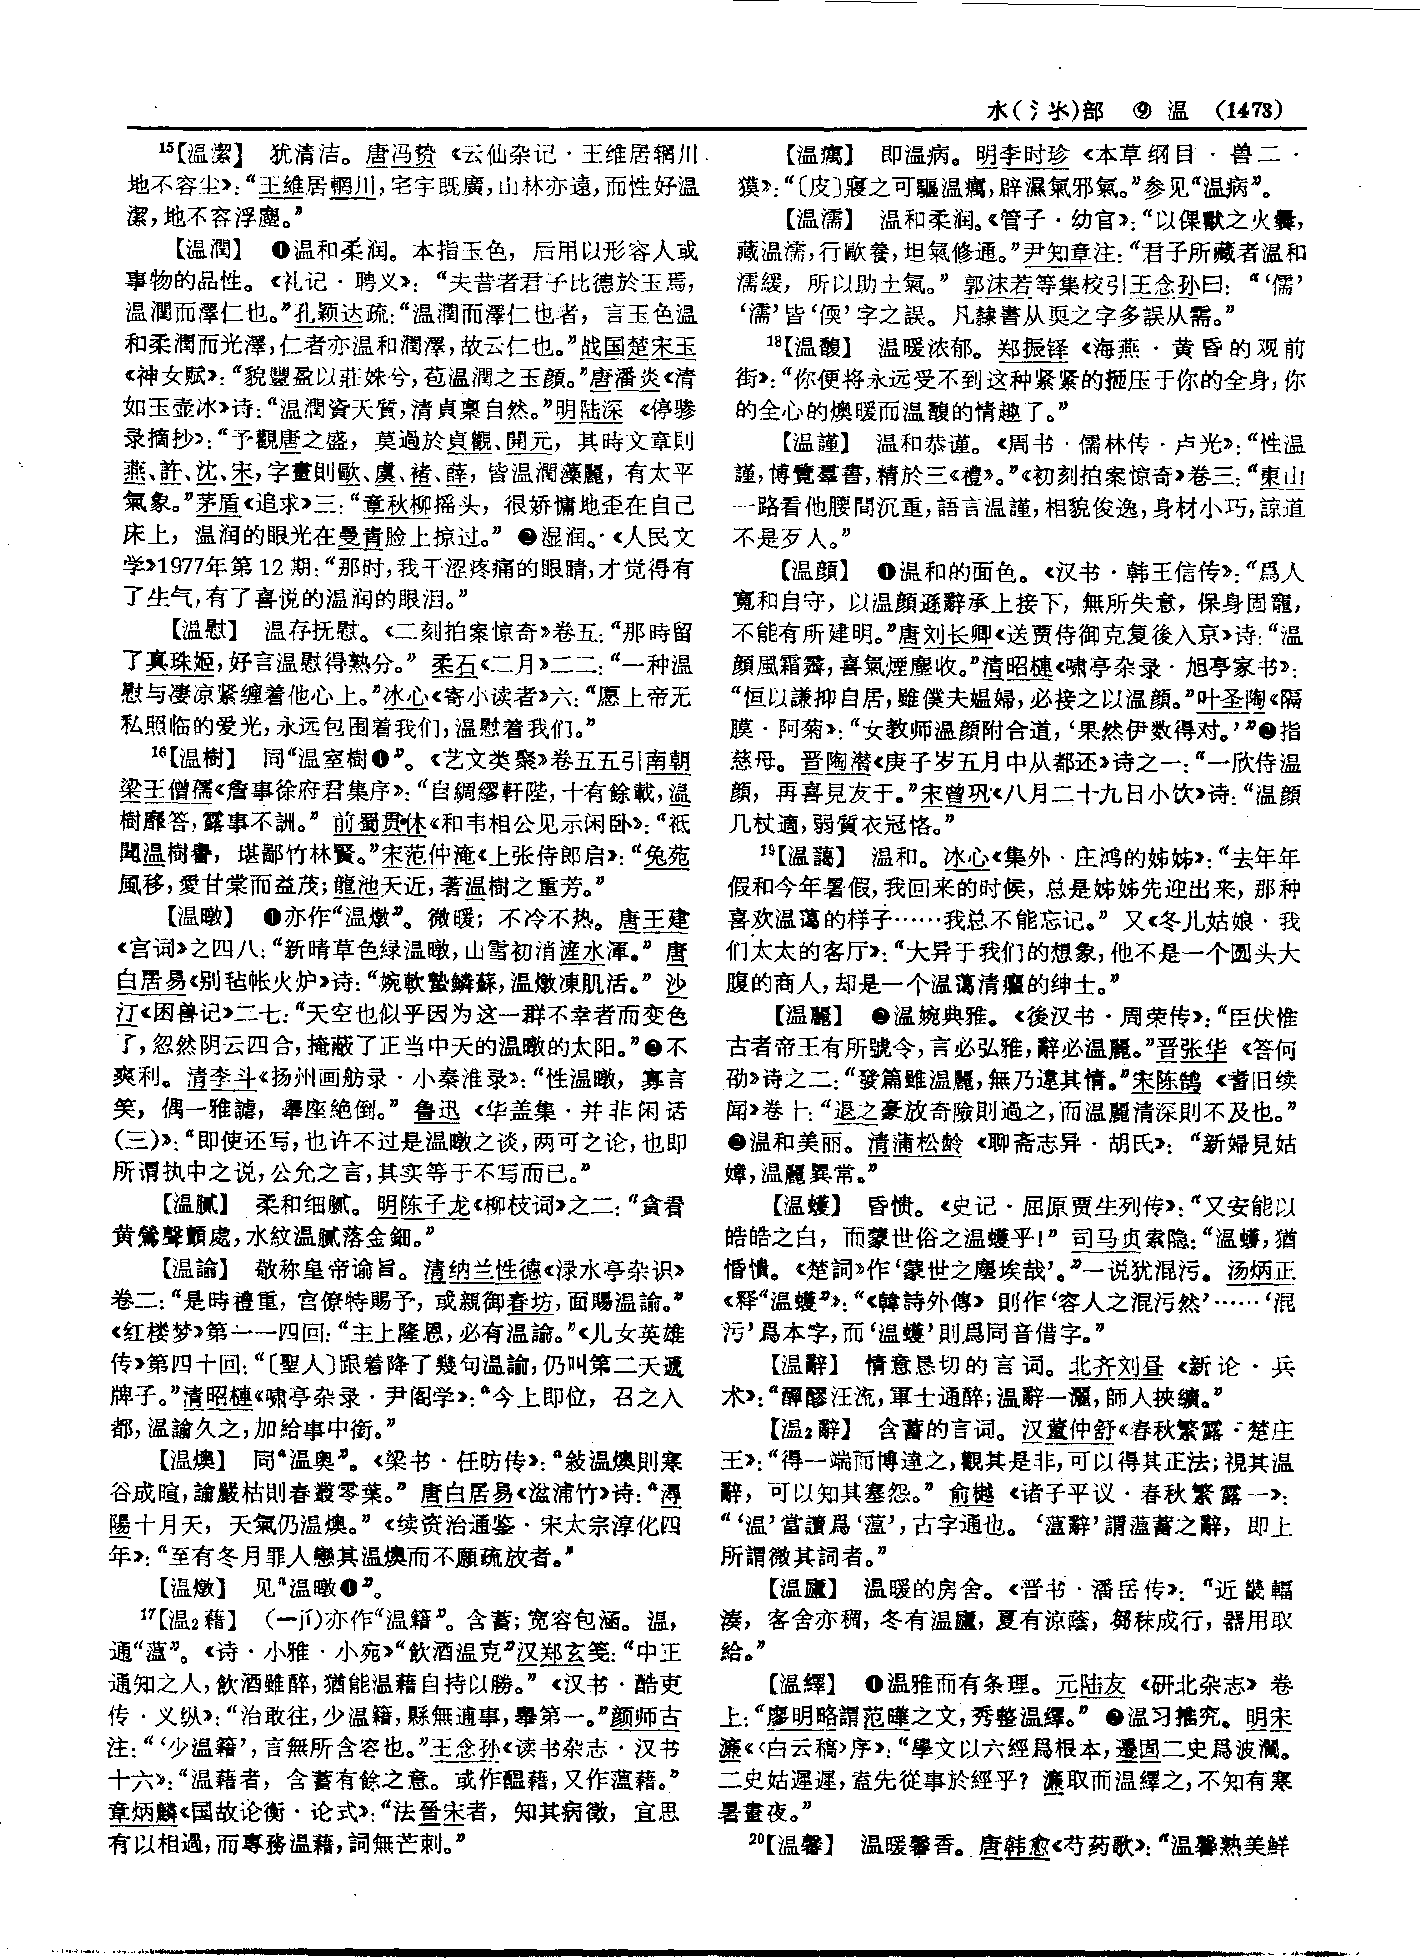 水(氵氺)部　⑨　温　(1473)
15【温潔】　犹清洁。唐冯贽《云仙杂记·王维居辋川
地不容尘》：“王維居輞川，宅宇既廣，山林亦遠，而性好温
潔，地不容浮塵。”
【温潤】　❶温和柔润。本指玉色，后用以形容人或
事物的品性。《礼记·聘义》：“夫昔者君子比德於玉焉，
温潤而澤仁也。”孔颖达疏：“温潤而澤仁也者，言玉色温
和柔潤而光澤，仁者亦温和潤澤，故云仁也。”战国楚宋玉
《神女赋》：“貌豐盈以莊姝兮，苞温潤之玉顔。”唐潘炎《清
如玉壶冰》诗：“温潤資天質，清貞稟自然。”明陆深《停骖
录摘抄》：“予觀唐之盛，莫過於貞觀、開元，其時文章則
燕、許、沈、宋，字畫則歐、虞、褚、薛，皆温潤藻麗，有太平
氣象。”茅盾《追求》三：“章秋柳摇头，很娇慵地歪在自己
床上，温润的眼光在曼青脸上掠过。”❷湿润。《人民文
学》1977年第12期：“那时，我干涩疼痛的眼睛，才觉得有
了生气，有了喜说的温润的眼泪。”
【温慰】　温存抚慰。《二刻拍案惊奇》卷五：“那時留
了真珠姬，好言温慰得熟分。”柔石《二月》二二：“一种温
慰与凄凉紧缠着他心上。”冰心《寄小读者》六：“愿上帝无
私照临的爱光，永远包围着我们，温慰着我们。”
16【温樹】　同“温室樹❶”。《艺文类聚》卷五五引南朝
梁王僧孺《詹事徐府君集序》：“自綢繆軒陛，十有餘載，温
樹靡答，露事不詶。”前蜀贯休《和韦相公见示闲卧》：“祗
聞温樹譽，堪鄙竹林賢。”宋范仲淹《上张侍郎启》：“兔苑
風移，愛甘棠而益茂；龍池天近，著温樹之重芳。”
【温暾】　❶亦作“温燉”。微暖；不冷不热。唐王建
《宫词》之四八：“新晴草色緑温暾，山雪初消滻水渾。”唐
白居易《别毡帐火炉》诗：“婉軟蟄鱗蘇，温燉凍肌活。”沙
汀《困兽记》二七：“天空也似乎因为这一群不幸者而变色
了，忽然阴云四合，掩蔽了正当中天的温暾的太阳。”❷不
爽利。清李斗《扬州画舫录·小秦淮录》：“性温暾，寡言
笑，偶一雅謔，舉座絶倒。”鲁迅《华盖集·并非闲话
（三）》：“即使还写，也许不过是温暾之谈，两可之论，也即
所谓执中之说，公允之言，其实等于不写而已。”
【温膩】　柔和细腻。明陈子龙《柳枝词》之二：“貪看
黄鶯聲顫處，水紋温膩落金鈿。”
【温諭】　敬称皇帝谕旨。清纳兰性德《渌水亭杂识》
卷二：“是時禮重，宫僚特賜予，或親御春坊，面賜温諭。”
《红楼梦》第一一四回：“主上隆恩，必有温諭。”《儿女英雄
传》第四十回：“〔聖人〕跟着降了幾句温諭，仍叫第二天遞
牌子。”清昭槤《啸亭杂录·尹阁学》：“今上即位，召之入
都，温諭久之，加給事中銜。”
【温燠】　同“温奥”。《梁书·任昉传》：“敍温燠則寒
谷成暄，論嚴枯則春叢零葉。”唐白居易《湓浦竹》诗：“潯
陽十月天，天氣仍温燠。”《续资治通鉴·宋太宗淳化四
年》：“至有冬月罪人戀其温燠而不願疏放者。”
【温燉】　见“温暾❶”。
17【温2藉】　(—jí)亦作“温籍”。含蓄；宽容包涵。温，
通“藴”。《诗·小雅·小宛》“飲酒温克”汉郑玄笺：“中正
通知之人，飲酒雖醉，猶能温藉自持以勝。”《汉书·酷吏
传·义纵》：“治敢往，少温籍，縣無逋事，舉第一。”颜师古
注：“‘少温籍’，言無所含容也。”王念孙《读书杂志·汉书
十六》：“温藉者，含蓄有餘之意。或作醖藉，又作藴藉。”
章炳麟《国故论衡·论式》：“法晉宋者，知其病徵，宜思
有以相過，而專務温藉，詞無芒刺。”
【温癘】　即温病。明李时珍《本草纲目·兽二·
獏》：“〔皮〕寢之可驅温癘，辟濕氣邪氣。”参见“温病”。
【温濡】　温和柔润。《管子·幼官》：“以倮獸之火爨，
藏温濡，行歐養，坦氣修通。”尹知章注：“君子所藏者温和
濡緩，所以助土氣。”郭沫若等集校引王念孙曰：“‘儒’
‘濡’皆‘偄’字之誤。凡隸書从耎之字多誤从需。”
18【温馥】　温暖浓郁。郑振铎《海燕·黄昏的观前
街》：“你便将永远受不到这种紧紧的箍压于你的全身，你
的全心的燠暖而温馥的情趣了。”
【温謹】　温和恭谨。《周书·儒林传·卢光》：“性温
謹，博覽羣書，精於三《禮》。”《初刻拍案惊奇》卷三：“東山
一路看他腰間沉重，語言温謹，相貌俊逸，身材小巧，諒道
不是歹人。”
【温顔】　❶温和的面色。《汉书·韩王信传》：“爲人
寬和自守，以温顔遜辭承上接下，無所失意，保身固寵，
不能有所建明。”唐刘长卿《送贾侍御克复後入京》诗：“温
顔風霜霽，喜氣煙塵收。”清昭槤《啸亭杂录·旭亭家书》：
“恒以謙抑自居，雖僕夫媪婦，必接之以温顔。”叶圣陶《隔
膜·阿菊》：“女教师温顔附合道，‘果然伊数得对。’”❷指
慈母。晋陶潜《庚子岁五月中从都还》诗之一：“一欣侍温
顔，再喜見友于。”宋曾巩《八月二十九日小饮》诗：“温顔
几杖適，弱質衣冠恪。”
19【温藹】　温和。冰心《集外·庄鸿的姊姊》：“去年年
假和今年暑假，我回来的时候，总是姊姊先迎出来，那种
喜欢温蔼的样子……我总不能忘记。”又《冬儿姑娘·我
们太太的客厅》：“大异于我们的想象，他不是一个圆头大
腹的商人，却是一个温蔼清癯的绅士。”
【温麗】　❶温婉典雅。《後汉书·周荣传》：“臣伏惟
古者帝王有所號令，言必弘雅，辭必温麗。”晋张华《答何
劭》诗之二：“發篇雖温麗，無乃違其情。”宋陈鹄《耆旧续
闻》卷十：“退之豪放奇險則過之，而温麗清深則不及也。”
❷温和美丽。清蒲松龄《聊斋志异·胡氏》：“新婦見姑
嫜，温麗異常。”
【温蠖】　昏愦。《史记·屈原贾生列传》：“又安能以
皓皓之白，而蒙世俗之温蠖乎！”司马贞索隐：“温蠖，猶
惛憒。《楚詞》作‘蒙世之塵埃哉’。”一说犹混污。汤炳正
《释“温蠖”》：“《韓詩外傳》則作‘容人之混污然’……‘混
污’爲本字，而‘温蠖’則爲同音借字。”
【温辭】　情意恳切的言词。北齐刘昼《新论·兵
术》：“醇醪汪流，軍士通醉；温辭一灑，師人挾纊。”
【温2辭】　含蓄的言词。汉董仲舒《春秋繁露·楚庄
王》：“得一端而博達之，觀其是非，可以得其正法；視其温
辭，可以知其塞怨。”俞樾《诸子平议·春秋繁露一》：
“‘温’當讀爲‘藴’，古字通也。‘藴辭’謂藴蓄之辭，即上
所謂微其詞者。”
【温廬】　温暖的房舍。《晋书·潘岳传》：“近畿輻
湊，客舍亦稠，冬有温廬，夏有涼蔭，芻秣成行，器用取
給。”
【温繹】　❶温雅而有条理。元陆友《研北杂志》卷
上：“廖明略謂范曄之文，秀整温繹。”❷温习推究。明宋
濂《〈白云稿〉序》：“學文以六經爲根本，遷固二史爲波瀾。
二史姑遲遲，盍先從事於經乎？濂取而温繹之，不知有寒
暑晝夜。”
20【温馨】　温暖馨香。唐韩愈《芍药歌》：“温馨熟美鮮